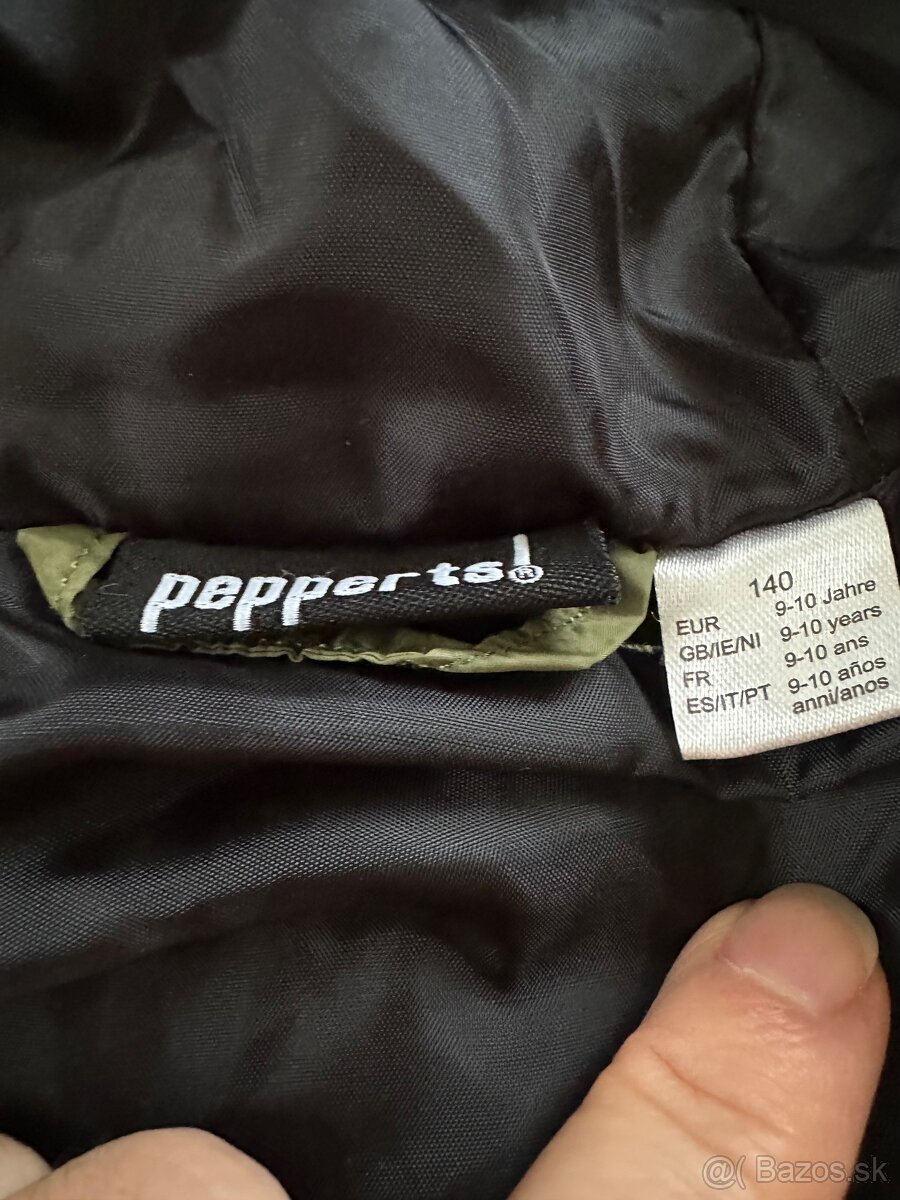 pepperts!®
140
EUR 9-10 Jahre
GB/IE/NI 9-10 years
FR 9-10 ans
ES/IT/PT 9-10 años
anni/anos
@( Bazos.sk